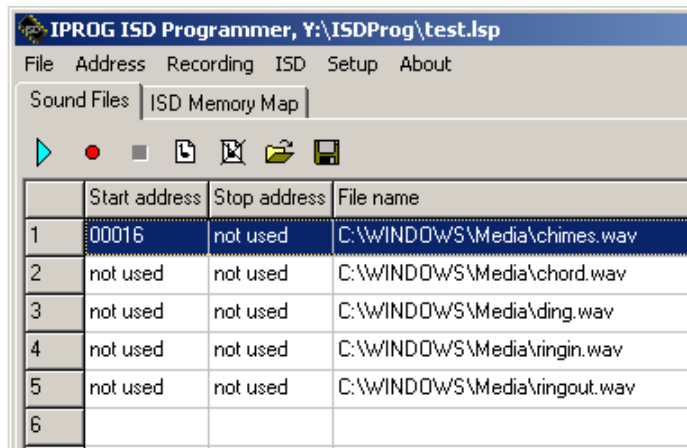 IPROG ISD Programmer, Y:\ISDProg\test.lsp
File Address Recording ISD Setup About
Sound Files ISD Memory Map
Start address Stop address File name
1 00016 not used C:\WINDOWS\Media\chimes.wav
2 not used not used C:\WINDOWS\Media\chord.wav
3 not used not used C:\WINDOWS\Media\ding.wav
4 not used not used C:\WINDOWS\Media\ringin.wav
5 not used not used C:\WINDOWS\Media\ringout.wav
6